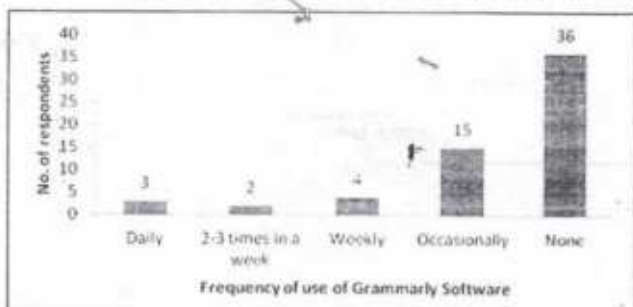 40
35
30
25
20
15
10
5
0
No. of respondents
3
2
4
15
36
Daily
2-3 times in a week
Weekly
Occasionally
None
Frequency of use of Grammarly Software